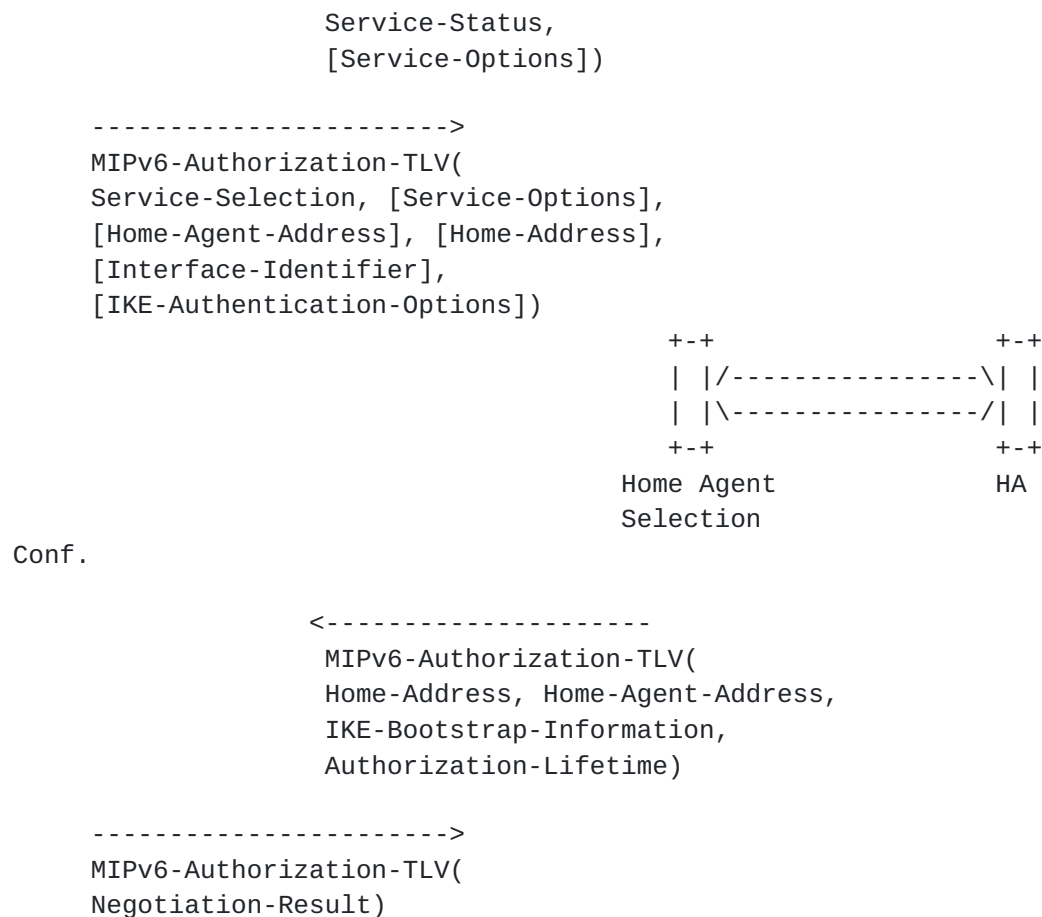 Service-Status,
                    [Service-Options])

     ----------------------->
     MIPv6-Authorization-TLV(
     Service-Selection, [Service-Options],
     [Home-Agent-Address], [Home-Address],
     [Interface-Identifier],
     [IKE-Authentication-Options])
                                          +-+                  +-+
                                          | |/----------------\| |
                                          | |\----------------/| |
                                          +-+                  +-+
                                       Home Agent              HA
                                       Selection
Conf.

                   <---------------------
                    MIPv6-Authorization-TLV(
                    Home-Address, Home-Agent-Address,
                    IKE-Bootstrap-Information,
                    Authorization-Lifetime)

     ----------------------->
     MIPv6-Authorization-TLV(
     Negotiation-Result)